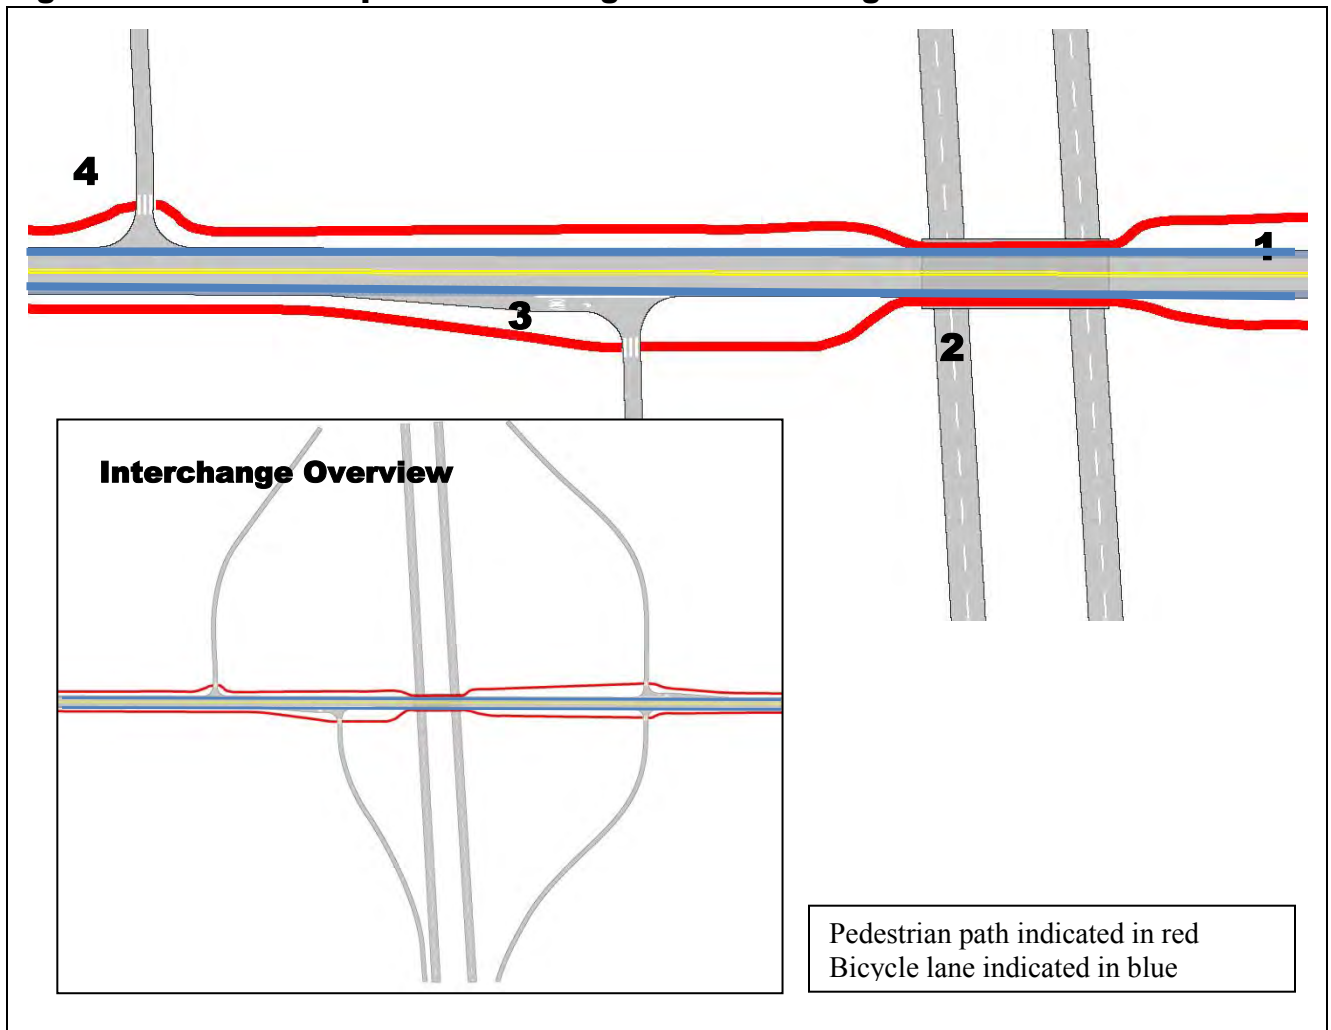 4
1
3
2
Interchange Overview
Pedestrian path indicated in red
Bicycle lane indicated in blue